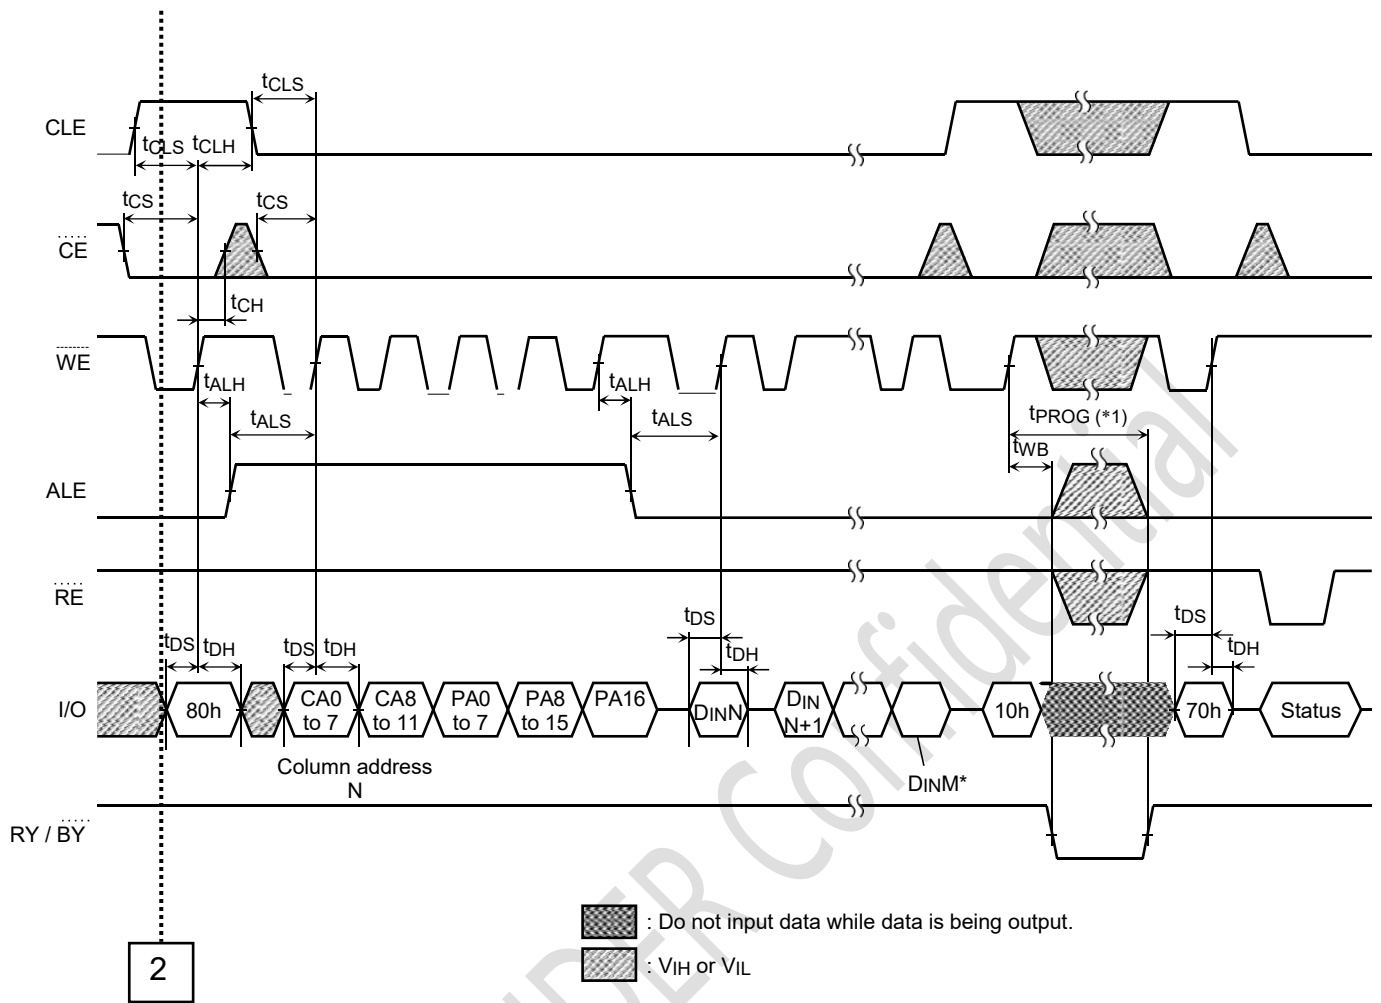 tCLS
CLE
tCLS tCLH
tCS tCS
CE
tCH
WE
tALH tALH
tALS tALS
tPROG (*1)
tWB
ALE
RE
tDS tDH tDS tDH tDS tDH tDS tDH
I/O 80h CA0 to 7 CA8 to 11 PA0 to 7 PA8 to 15 PA16 DINN DIN N+1 10h 70h Status
Column address
N
DINM*
RY / BY
: Do not input data while data is being output.
: VIH or VIL
2
DER Confidential